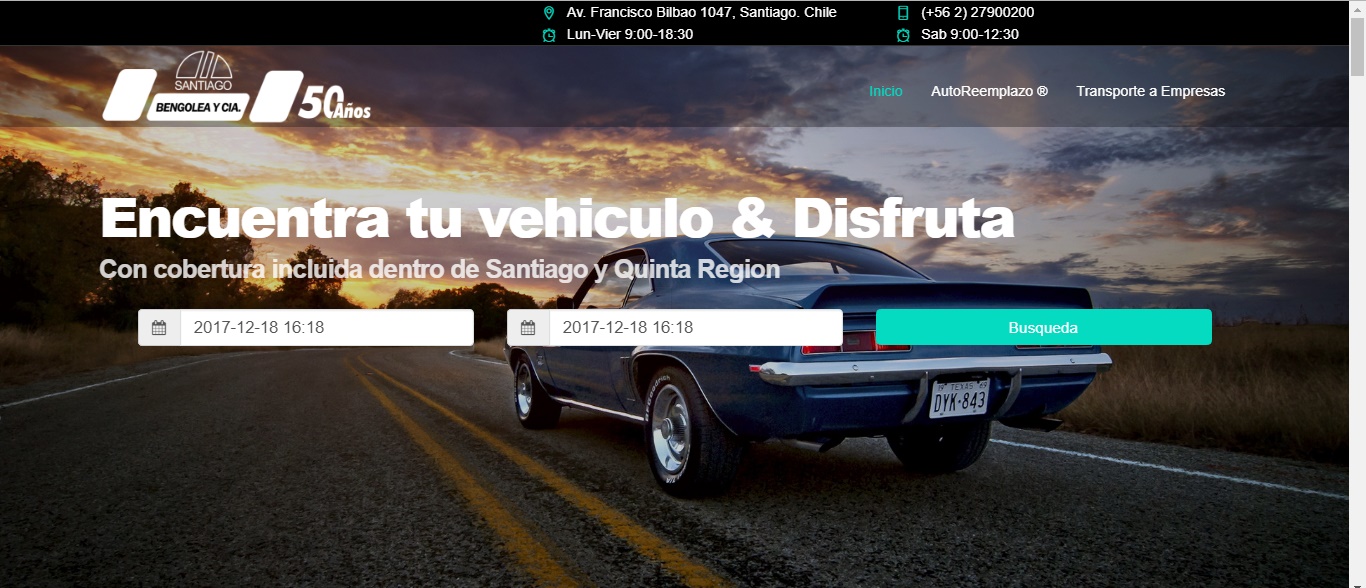 Av. Francisco Bilbao 1047, Santiago. Chile
(+56 2) 27900200
Lun-Vier 9:00-18:30
Sab 9:00-12:30
SANTIAGO
BENGOLEA Y CIA.
50Años
Inicio
AutoReemplazo ®
Transporte a Empresas
Encuentra tu vehiculo & Disfruta
Con cobertura incluida dentro de Santiago y Quinta Region
2017-12-18 16:18
2017-12-18 16:18
Busqueda
TEXAS
DYK-843